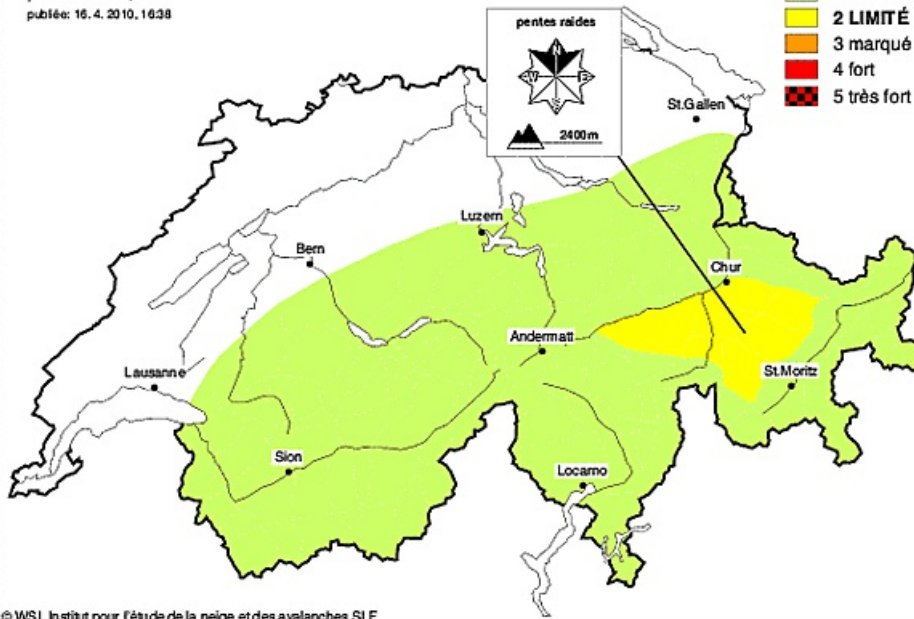 publiée: 16. 4. 2010, 16:38
2 LIMITÉ
3 marqué
4 fort
5 très fort
pentes raides
N
W E
S
2400m
St.Gallen
Luzern
Bern
Chur
Andermatt
Lausanne
St.Moritz
Sion
Locarno
© WSL Institut pour l'étude de la neige et des avalanches SLF